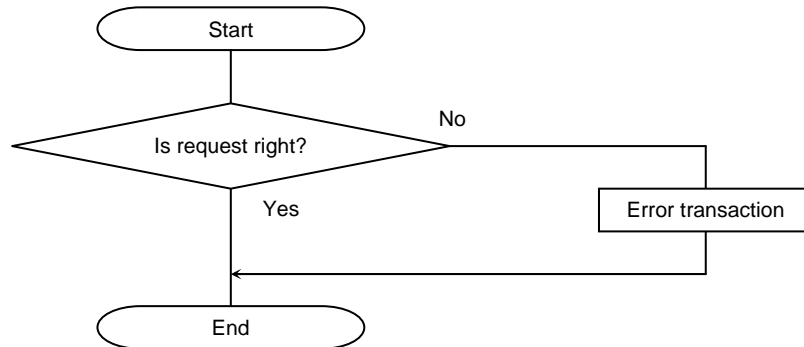 Start
Is request right?
No
Yes
Error transaction
End